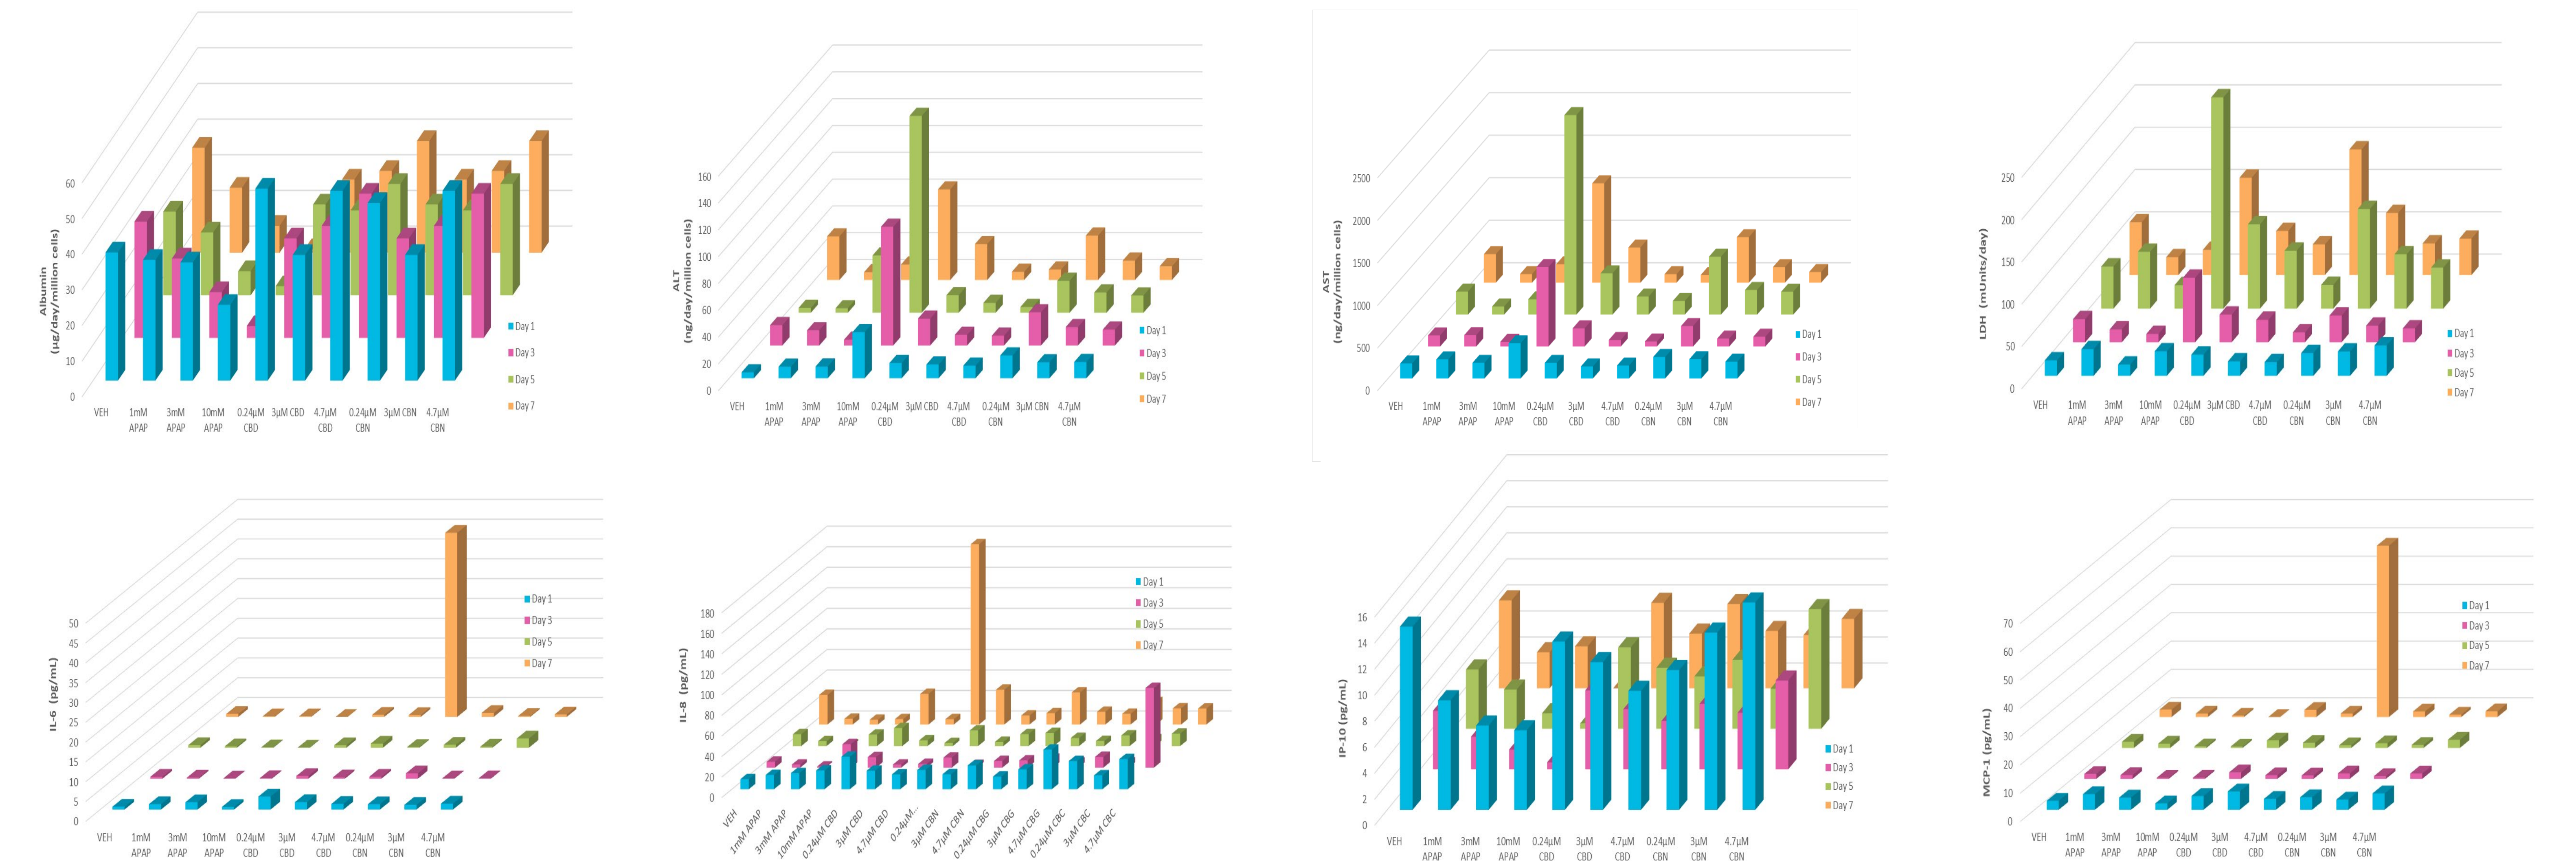 Albumin
(µg/day/million cells)
60
50
40
30
20
10
0
VEH
1mM
APAP
3mM
APAP
10mM
APAP
0.24µM
CBD
3µM CBD
4.7µM
CBD
0.24µM
CBN
3µM CBN
4.7µM
CBN
Day 1
Day 3
Day 5
Day 7
ALT
(ng/day/million cells)
160
140
120
100
80
60
40
20
0
VEH
1mM
APAP
3mM
APAP
10mM
APAP
0.24µM
CBD
3µM CBD
4.7µM
CBD
0.24µM
CBN
3µM CBN
4.7µM
CBN
Day 1
Day 3
Day 5
Day 7
AST
(ng/day/million cells)
2500
2000
1500
1000
500
0
VEH
1mM
APAP
3mM
APAP
10mM
APAP
0.24µM
CBD
3µM
CBD
4.7µM
CBD
0.24µM
CBN
3µM
CBN
4.7µM
CBN
Day 1
Day 3
Day 5
Day 7
LDH (mUnits/day)
250
200
150
100
50
0
VEH
1mM
APAP
3mM
APAP
10mM
APAP
0.24µM
CBD
3µM CBD
4.7µM
CBD
0.24µM
CBN
3µM
CBN
4.7µM
CBN
Day 1
Day 3
Day 5
Day 7
IL-6 (pg/mL)
50
45
40
35
30
25
20
15
10
5
0
VEH
1mM
APAP
3mM
APAP
10mM
APAP
0.24µM
CBD
3µM
CBD
4.7µM
CBD
0.24µM
CBN
3µM
CBN
4.7µM
CBN
Day 1
Day 3
Day 5
Day 7
IL-8 (pg/mL)
180
160
140
120
100
80
60
40
20
0
VEH
1mM APAP
3mM APAP
10mM APAP
0.24µM CBD
3µM CBD
4.7µM CBD
0.24µM...
3µM CBN
4.7µM CBN
0.24µM CBG
3µM CBG
4.7µM CBG
0.24µM CBC
3µM CBC
4.7µM CBC
Day 1
Day 3
Day 5
Day 7
IP-10 (pg/mL)
16
14
12
10
8
6
4
2
0
VEH
1mM
APAP
3mM
APAP
10mM
APAP
0.24µM
CBD
3µM
CBD
4.7µM
CBD
0.24µM
CBN
3µM
CBN
4.7µM
CBN
Day 1
Day 3
Day 5
Day 7
MCP-1 (pg/mL)
70
60
50
40
30
20
10
0
VEH
1mM
APAP
3mM
APAP
10mM
APAP
0.24µM
CBD
3µM
CBD
4.7µM
CBD
0.24µM
CBN
3µM
CBN
4.7µM
CBN
Day 1
Day 3
Day 5
Day 7